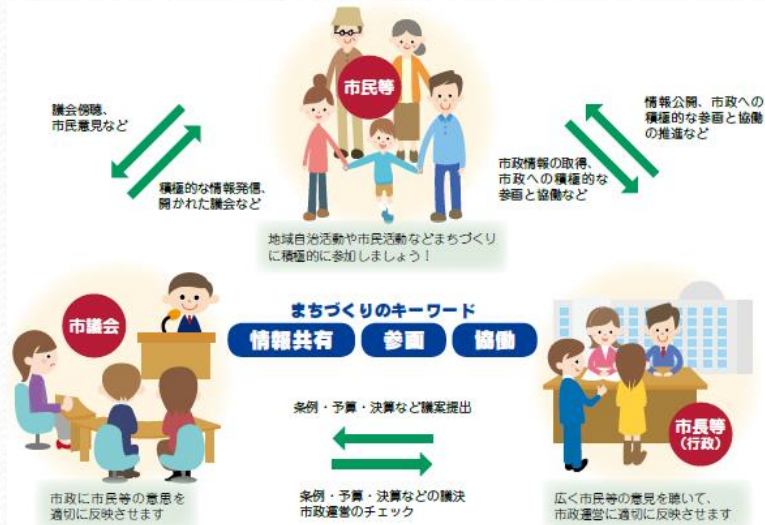 市民等
議会傍聴、
市民意見など
積極的な情報発信、
開かれた議会など
情報公開、市政への
積極的な参画と協働
の推進など
市政情報の取得、
市政への積極的な
参画と協働など
地域自治活動や市民活動などまちづくり
に積極的に参加しましょう！
市議会
まちづくりのキーワード
情報共有 参画 協働
条例・予算・決算など議案提出
条例・予算・決算などの議決
市政運営のチェック
市長等
（行政）
市政に市民等の意思を
適切に反映させます
広く市民等の意見を聴いて、
市政運営に適切に反映させます